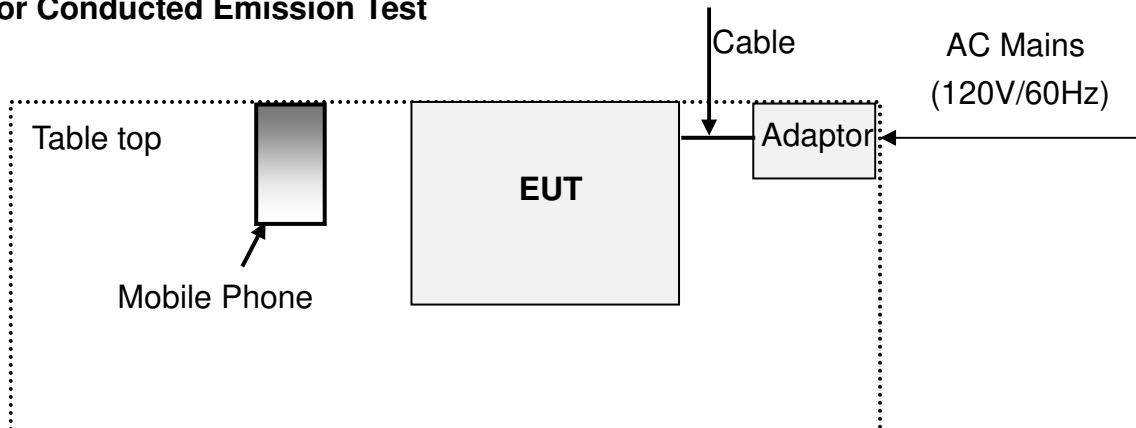 or Conducted Emission Test
Cable
AC Mains
(120V/60Hz)
Table top
Adaptor
EUT
Mobile Phone